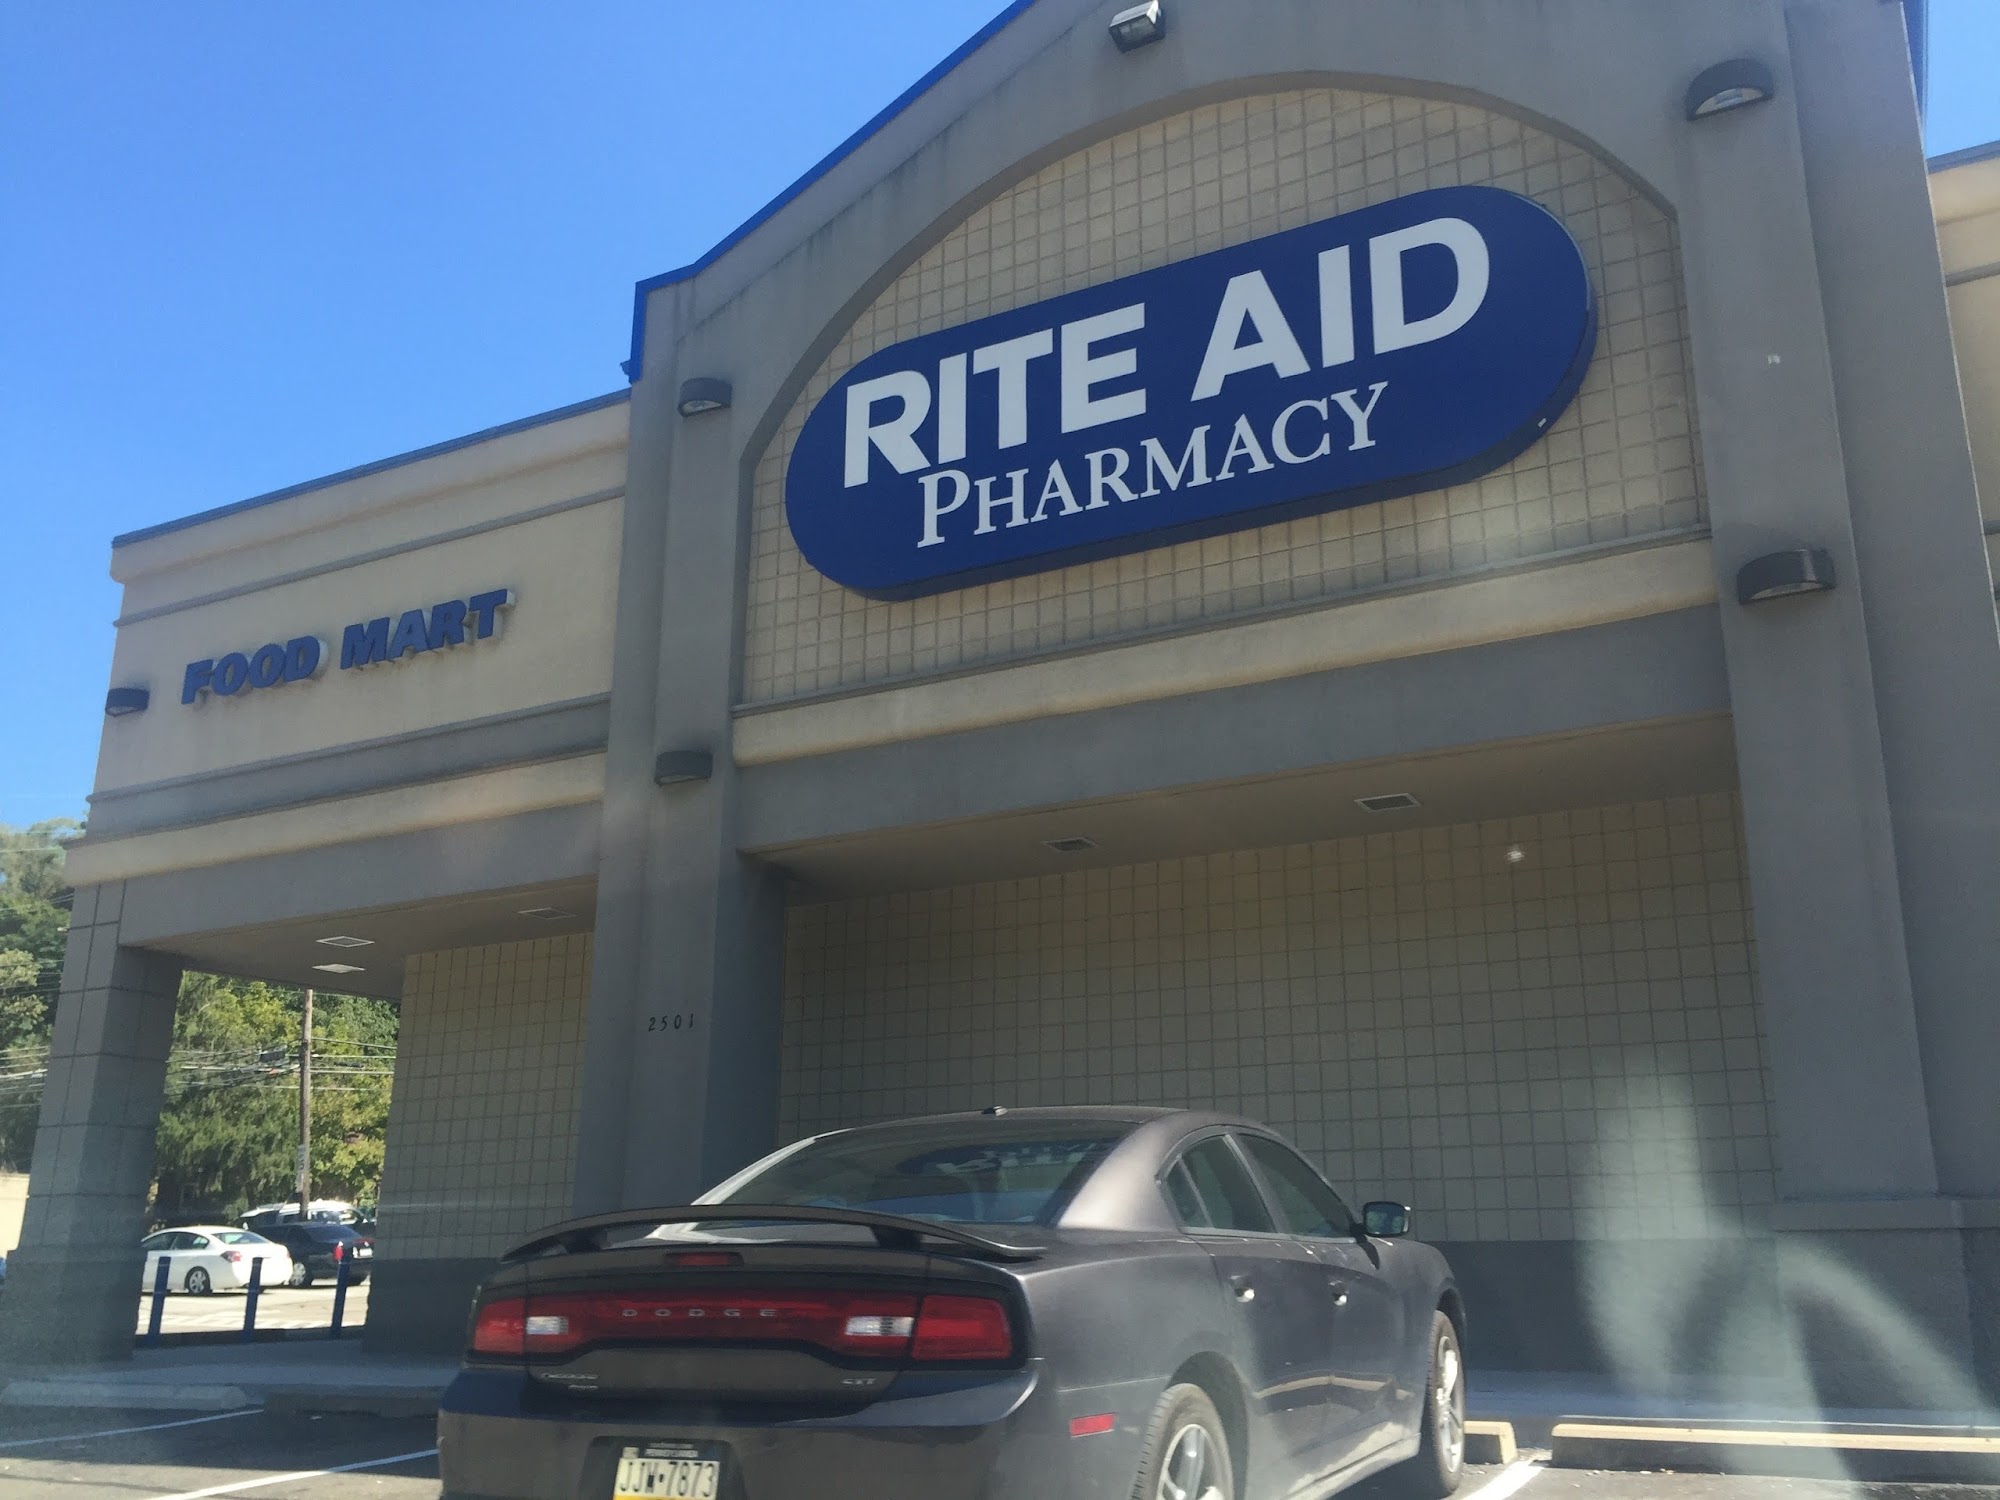 RITE AID
PHARMACY
FOOD MART
2501
DODGE
JJW·7873